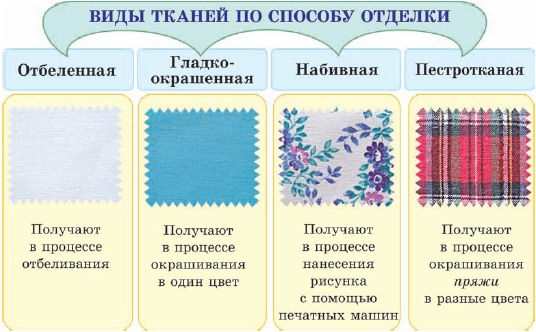 ВИДЫ ТКАНЕЙ ПО СПОСОБУ ОТДЕЛКИ
Отбеленная
Гладко-
окрашенная
Набивная
Пестротканая
Получают
в процессе
отбеливания
Получают
в процессе
окрашивания
в один цвет
Получают
в процессе
нанесения
рисунка
с помощью
печатных машин
Получают
в процессе
окрашивания
пряжи
в разные цвета